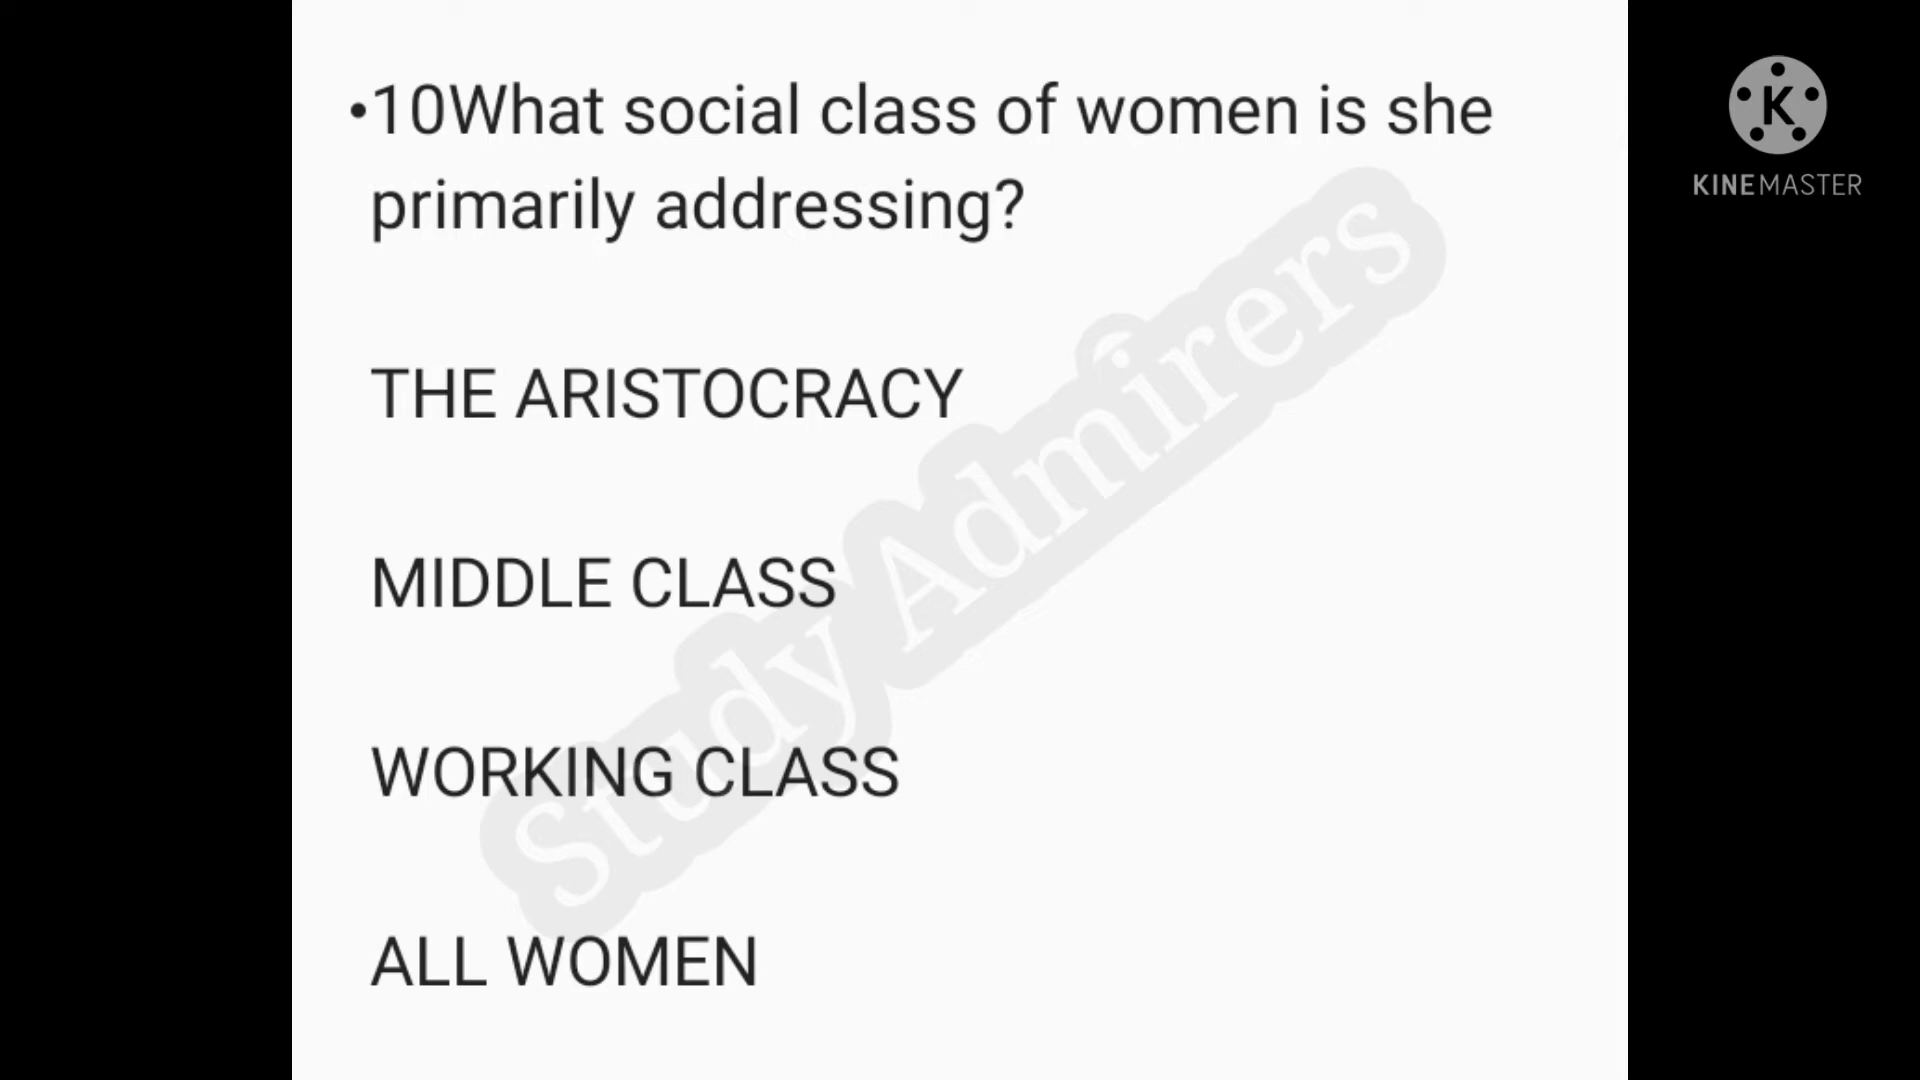 •10What social class of women is she
primarily addressing?
THE ARISTOCRACY
MIDDLE CLASS
WORKING CLASS
ALL WOMEN
Study Admirers
K
KINEMASTER